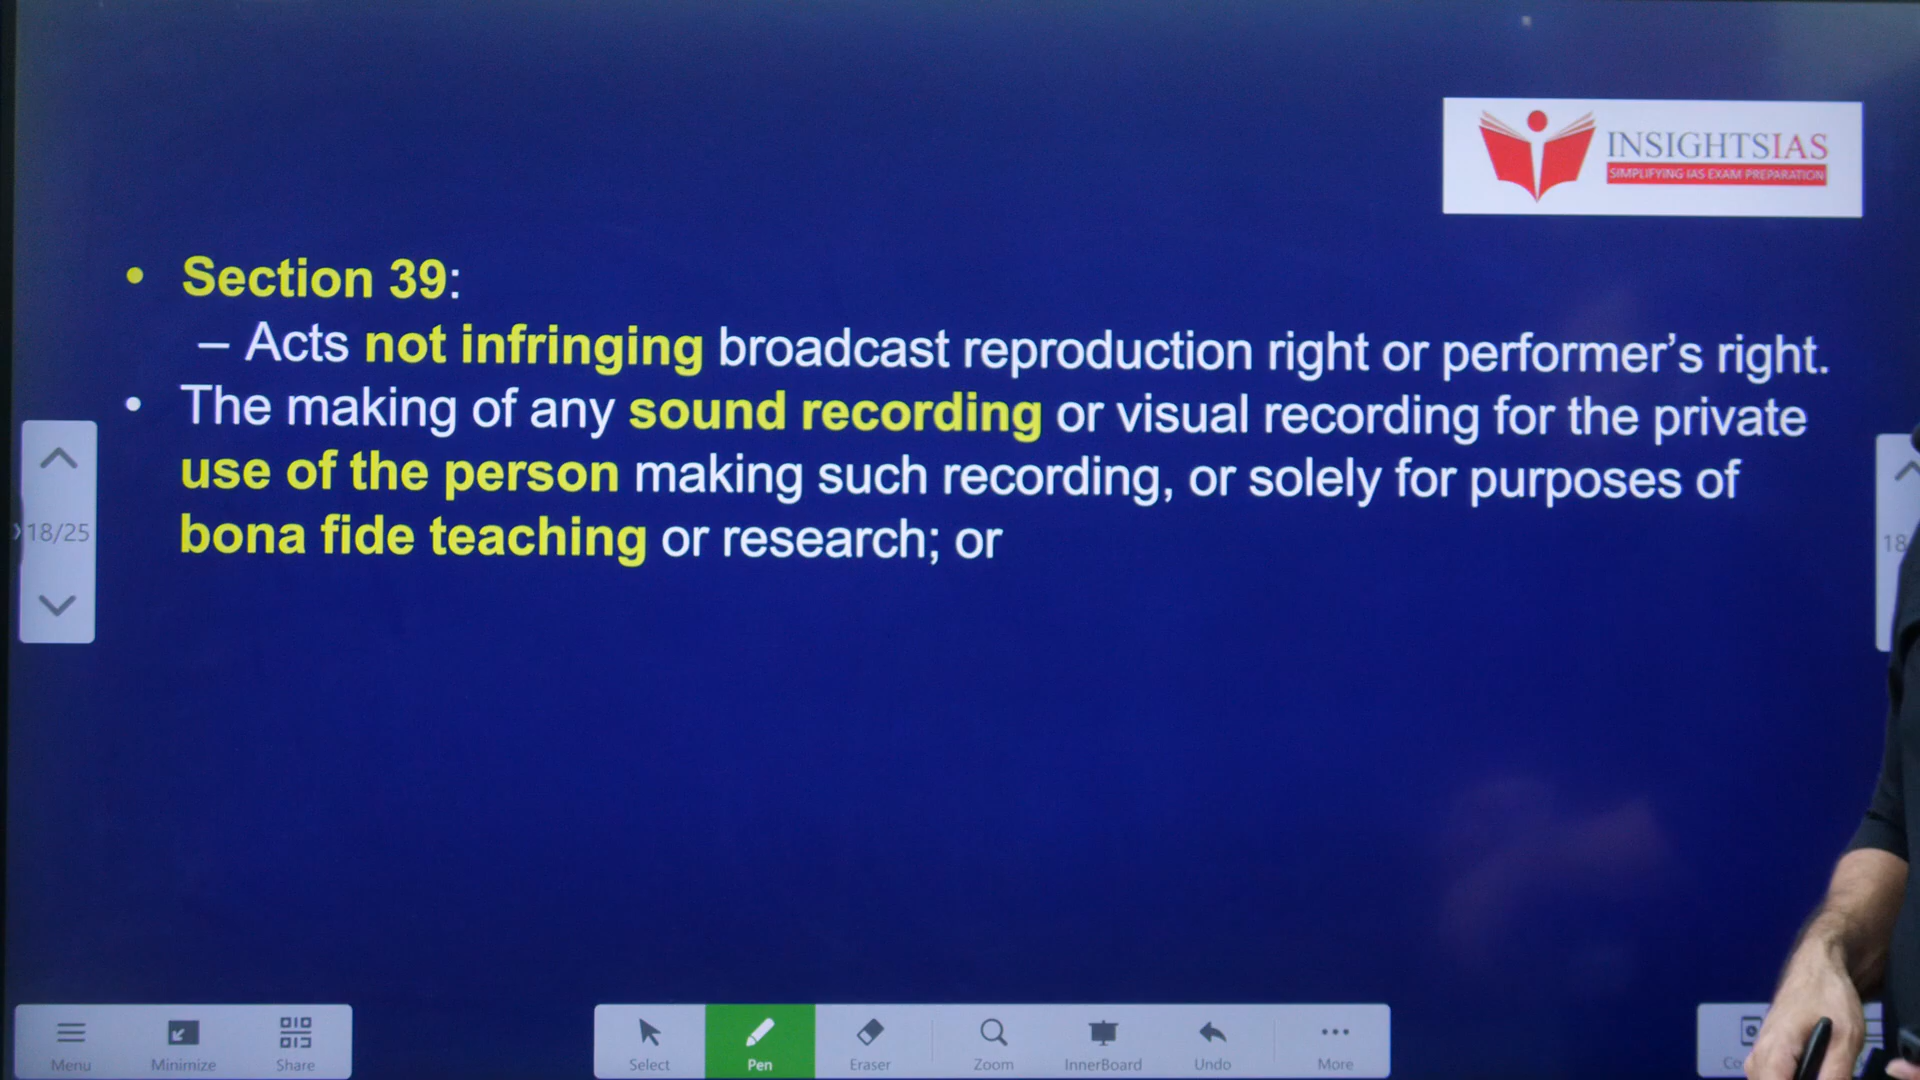 INSIGHTSIAS
SIMPLIFYING IAS EXAM PREPARATION
• Section 39:
– Acts not infringing broadcast reproduction right or performer’s right.
• The making of any sound recording or visual recording for the private
use of the person making such recording, or solely for purposes of
bona fide teaching or research; or
18/25
18
Menu Minimize Share Select Pen Eraser Zoom InnerBoard Undo More